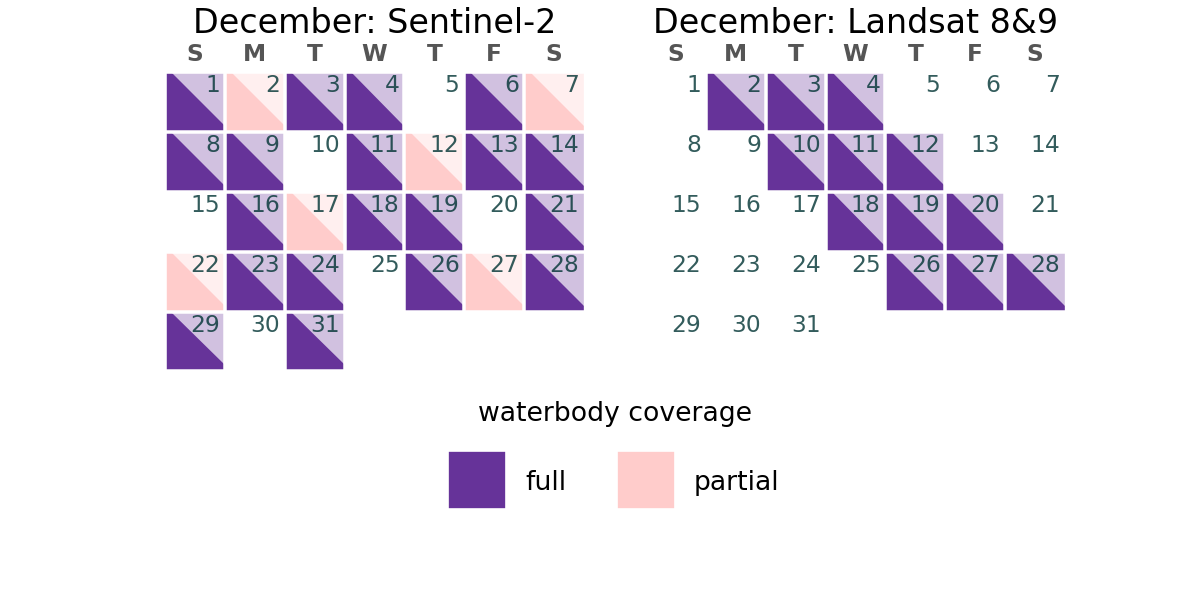 December: Sentinel-2
S M T W T F S
1 2 3 4 5 6 7
8 9 10 11 12 13 14
15 16 17 18 19 20 21
22 23 24 25 26 27 28
29 30 31
December: Landsat 8&9
S M T W T F S
1 2 3 4 5 6 7
8 9 10 11 12 13 14
15 16 17 18 19 20 21
22 23 24 25 26 27 28
29 30 31
waterbody coverage
full partial